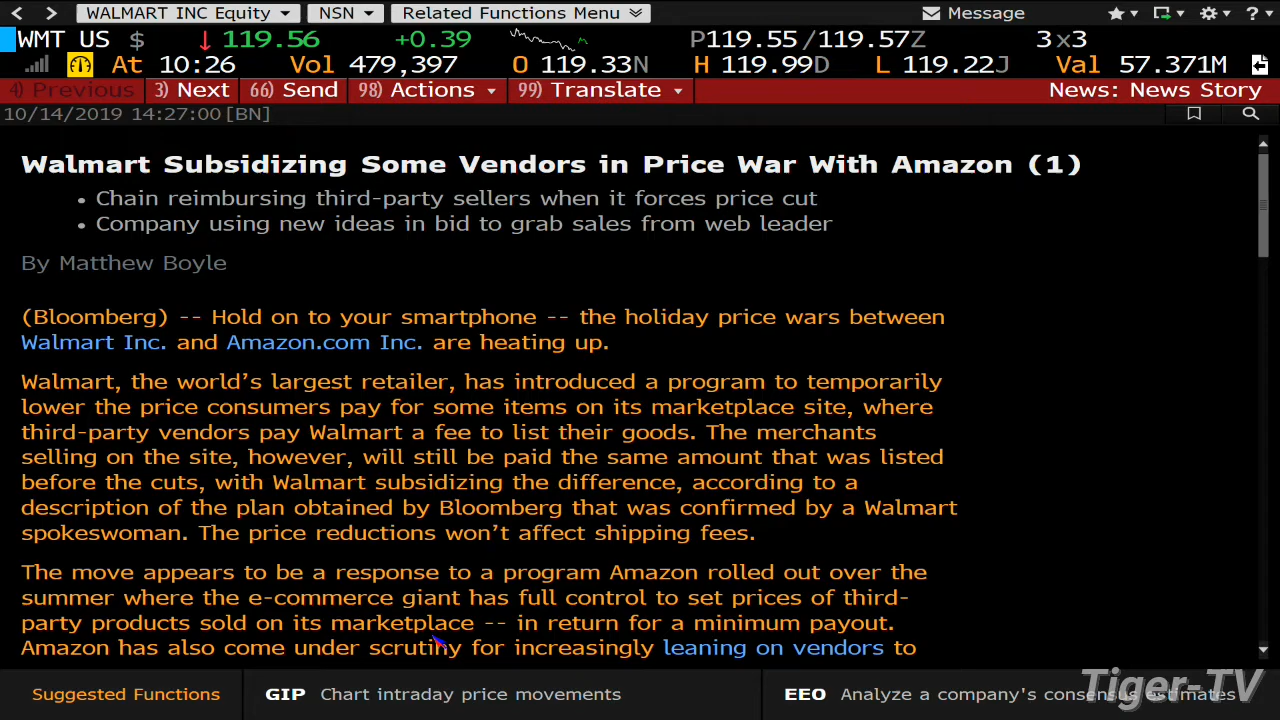 WALMART INC Equity NSN Related Functions Menu Message ?
WMT US $ ↓ 119.56 +0.39 P119.55/119.57Z 3x3
At 10:26 Vol 479,397 O 119.33N H 119.99D L 119.22J Val 57.371M
4) Previous 3) Next 66) Send 98) Actions 99) Translate News: News Story
10/14/2019 14:27:00 [BN]
Walmart Subsidizing Some Vendors in Price War With Amazon (1)
• Chain reimbursing third-party sellers when it forces price cut
• Company using new ideas in bid to grab sales from web leader
By Matthew Boyle
(Bloomberg) -- Hold on to your smartphone -- the holiday price wars between
Walmart Inc. and Amazon.com Inc. are heating up.
Walmart, the world's largest retailer, has introduced a program to temporarily
lower the price consumers pay for some items on its marketplace site, where
third-party vendors pay Walmart a fee to list their goods. The merchants
selling on the site, however, will still be paid the same amount that was listed
before the cuts, with Walmart subsidizing the difference, according to a
description of the plan obtained by Bloomberg that was confirmed by a Walmart
spokeswoman. The price reductions won't affect shipping fees.
The move appears to be a response to a program Amazon rolled out over the
summer where the e-commerce giant has full control to set prices of third-
party products sold on its marketplace -- in return for a minimum payout.
Amazon has also come under scrutiny for increasingly leaning on vendors to
Suggested Functions GIP Chart intraday price movements EEO Analyze a company's consensus estimates
Tiger-TV